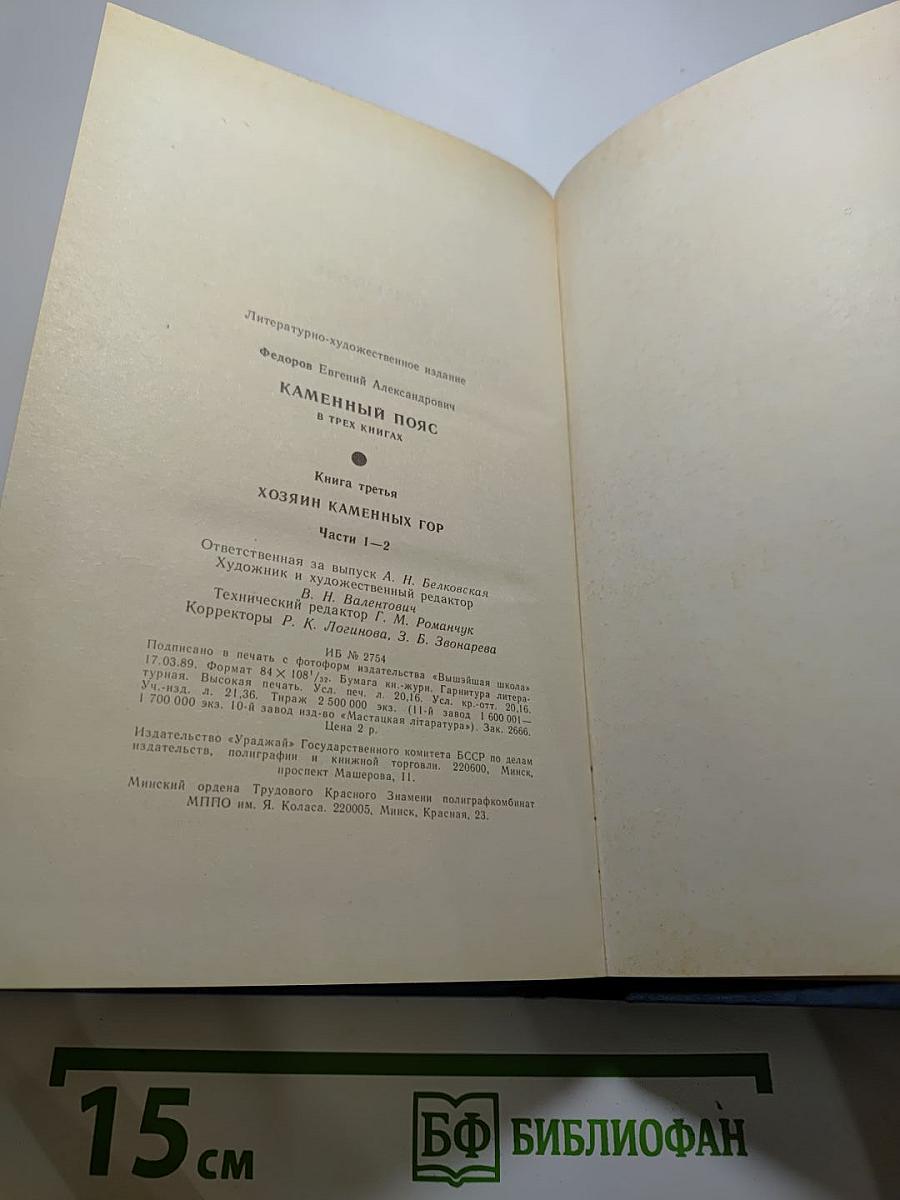 Литературно-художественное издание
Федоров Евгений Александрович
КАМЕННЫЙ ПОЯС
В ТРЕХ КНИГАХ
Книга третья
ХОЗЯИН КАМЕННЫХ ГОР
Части 1—2
Ответственная за выпуск А. Н. Белковская
Художник и художественный редактор
В. Н. Валентович
Технический редактор Г. М. Романчук
Корректоры Р. К. Логинова, З. Б. Звонарева
ИБ № 2754
Подписано в печать с фотоформ издательства «Вышэйшая школа»
17.03.89. Формат 84 × 108¹/₃₂. Бумага кн.-журн. Гарнитура литера-
турная. Высокая печать. Усл. печ. л. 20,16. Усл. кр.-отт. 20,16.
Уч.-изд. л. 21,36. Тираж 2 500 000 экз. (11-й завод 1 600 001—
1 700 000 экз. 10-й завод изд-во «Мастацкая літаратура»). Зак. 2666.
Цена 2 р.
Издательство «Ураджай» Государственного комитета БССР по делам
издательств, полиграфии и книжной торговли. 220600, Минск,
проспект Машерова, 11.
Минский ордена Трудового Красного Знамени полиграфкомбинат
МППО им. Я. Коласа. 220005, Минск, Красная, 23.
15 см
БФ БИБЛИОФАН